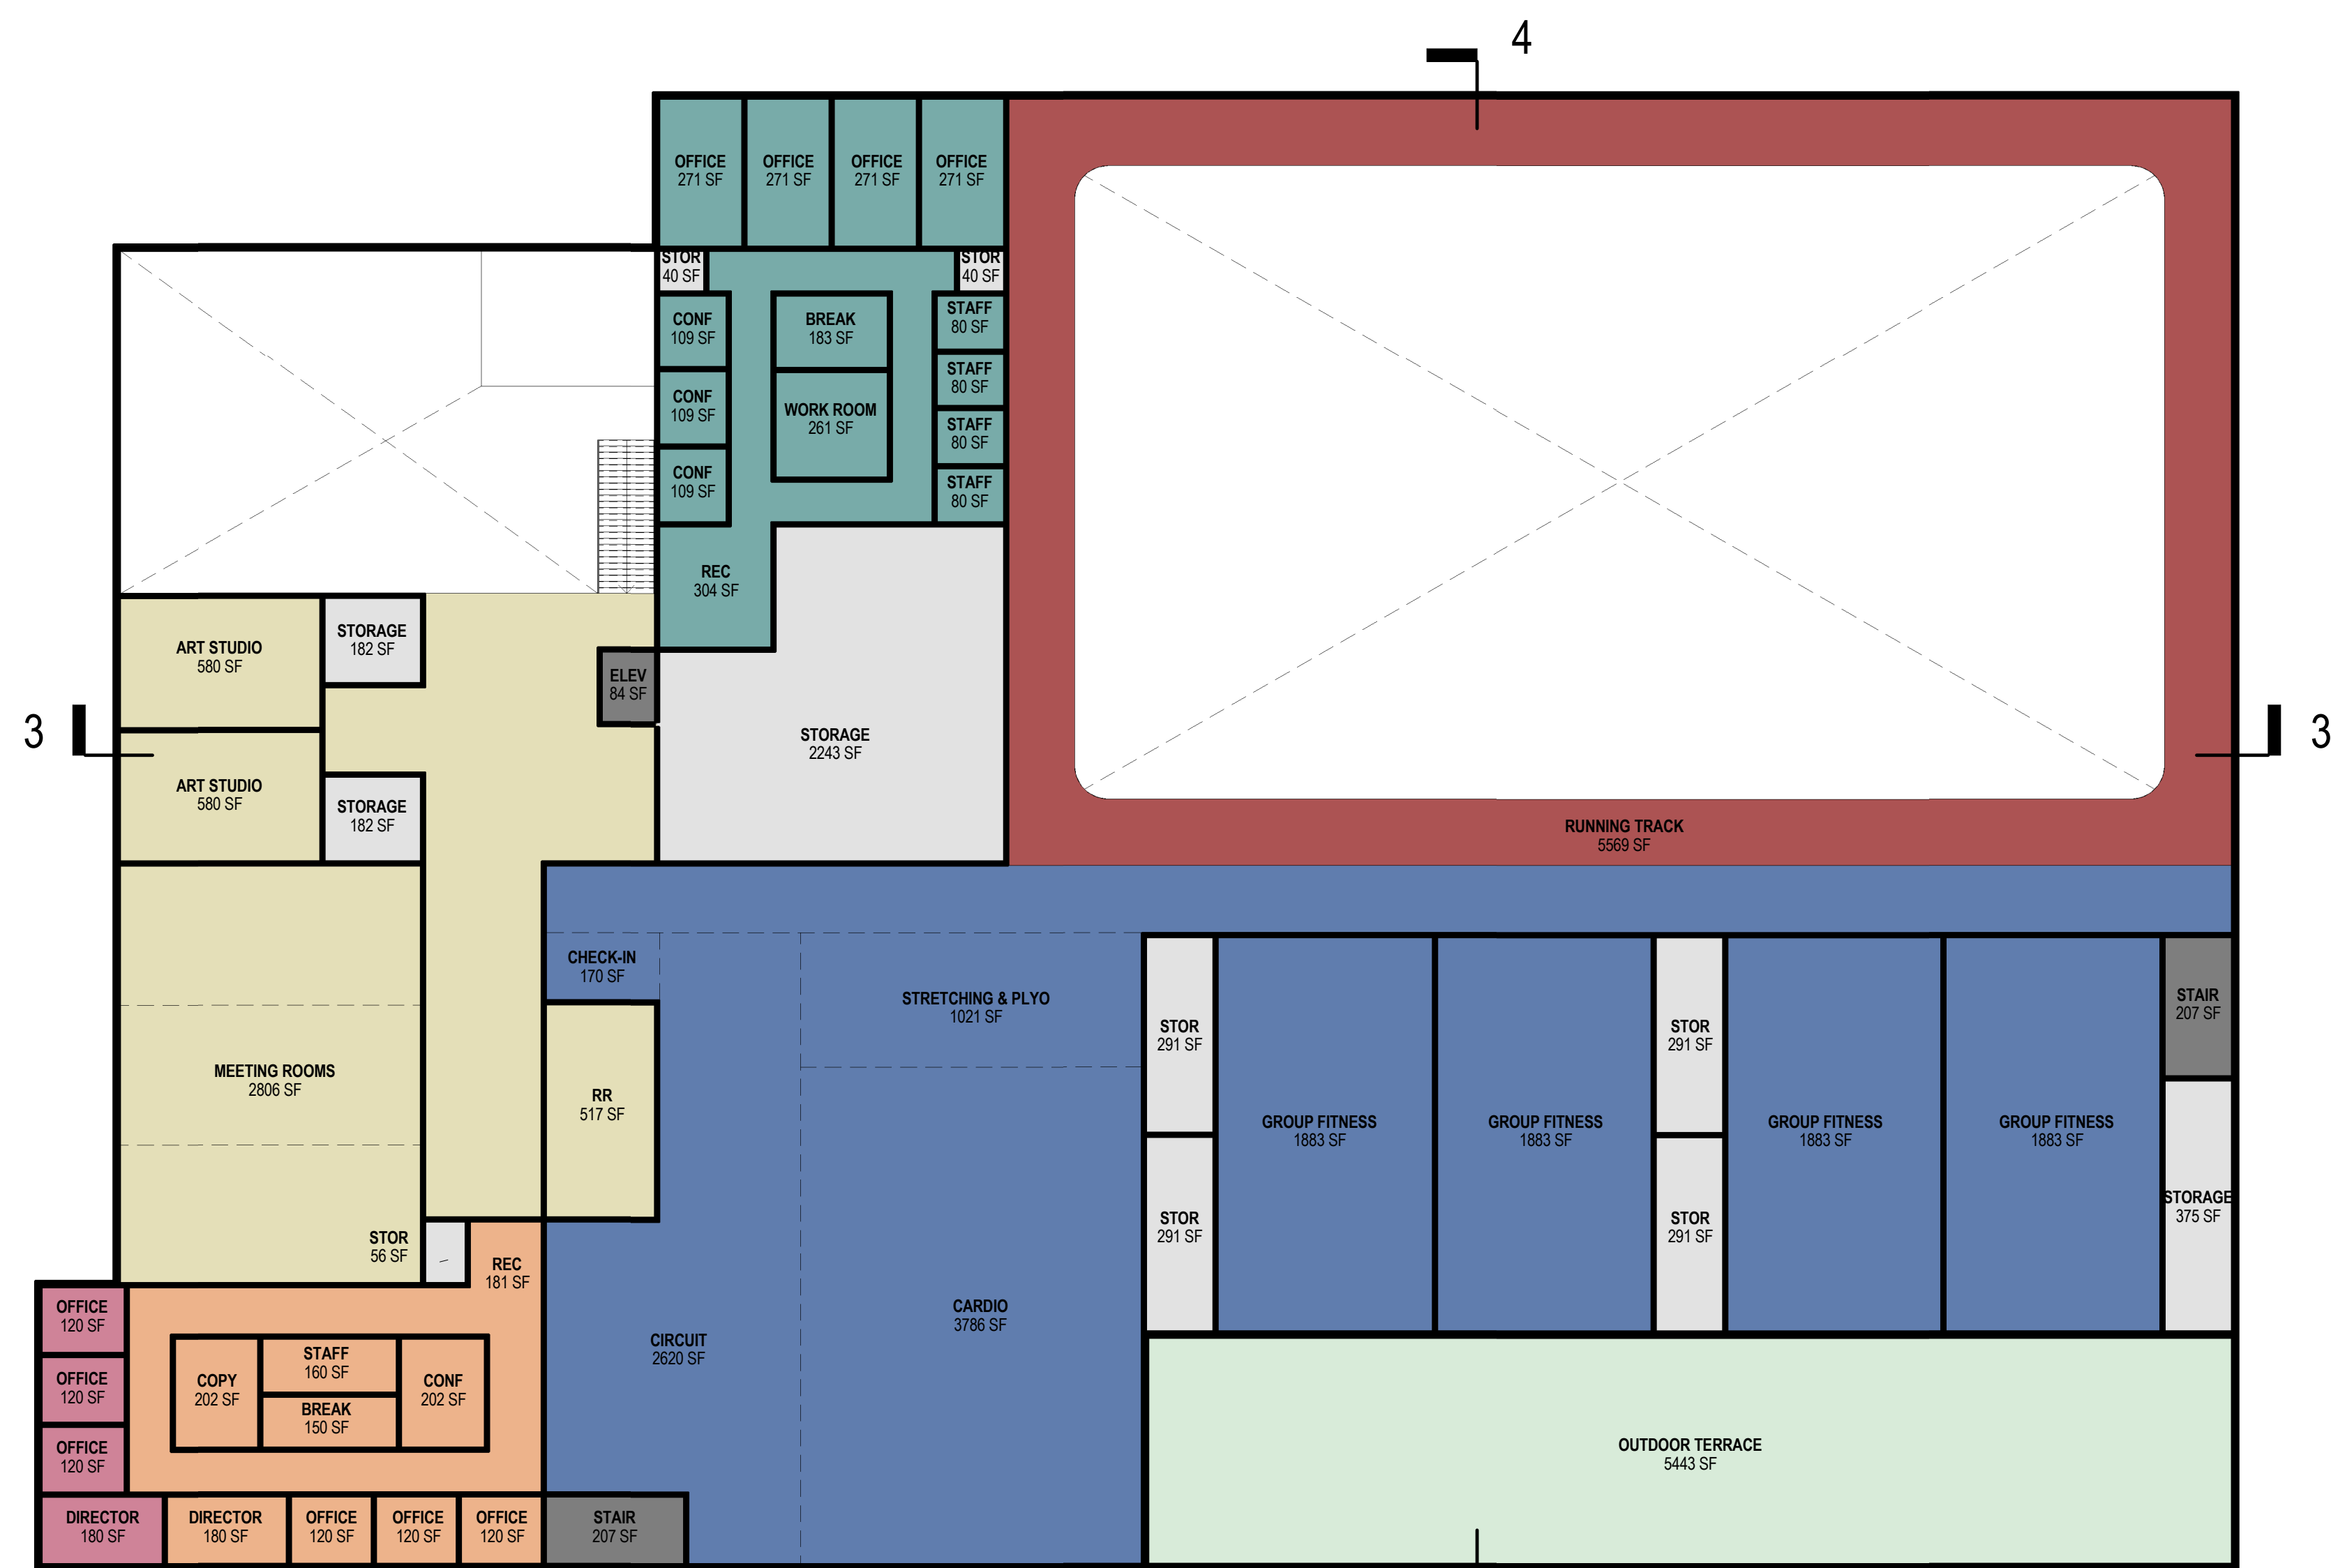 4
OFFICE
271 SF
OFFICE
271 SF
OFFICE
271 SF
OFFICE
271 SF
STOR
40 SF
STOR
40 SF
CONF
109 SF
BREAK
183 SF
STAFF
80 SF
STAFF
80 SF
CONF
109 SF
WORK ROOM
261 SF
STAFF
80 SF
CONF
109 SF
STAFF
80 SF
REC
304 SF
ART STUDIO
580 SF
STORAGE
182 SF
ELEV
84 SF
3
STORAGE
2243 SF
3
ART STUDIO
580 SF
STORAGE
182 SF
RUNNING TRACK
5569 SF
CHECK-IN
170 SF
STRETCHING & PLYO
1021 SF
STOR
291 SF
STOR
291 SF
STAIR
207 SF
MEETING ROOMS
2806 SF
RR
517 SF
GROUP FITNESS
1883 SF
GROUP FITNESS
1883 SF
GROUP FITNESS
1883 SF
GROUP FITNESS
1883 SF
STOR
56 SF
REC
181 SF
STOR
291 SF
STOR
291 SF
STORAGE
375 SF
OFFICE
120 SF
CIRCUIT
2620 SF
CARDIO
3786 SF
OFFICE
120 SF
COPY
202 SF
STAFF
160 SF
BREAK
150 SF
CONF
202 SF
OFFICE
120 SF
OUTDOOR TERRACE
5443 SF
DIRECTOR
180 SF
DIRECTOR
180 SF
OFFICE
120 SF
OFFICE
120 SF
OFFICE
120 SF
STAIR
207 SF